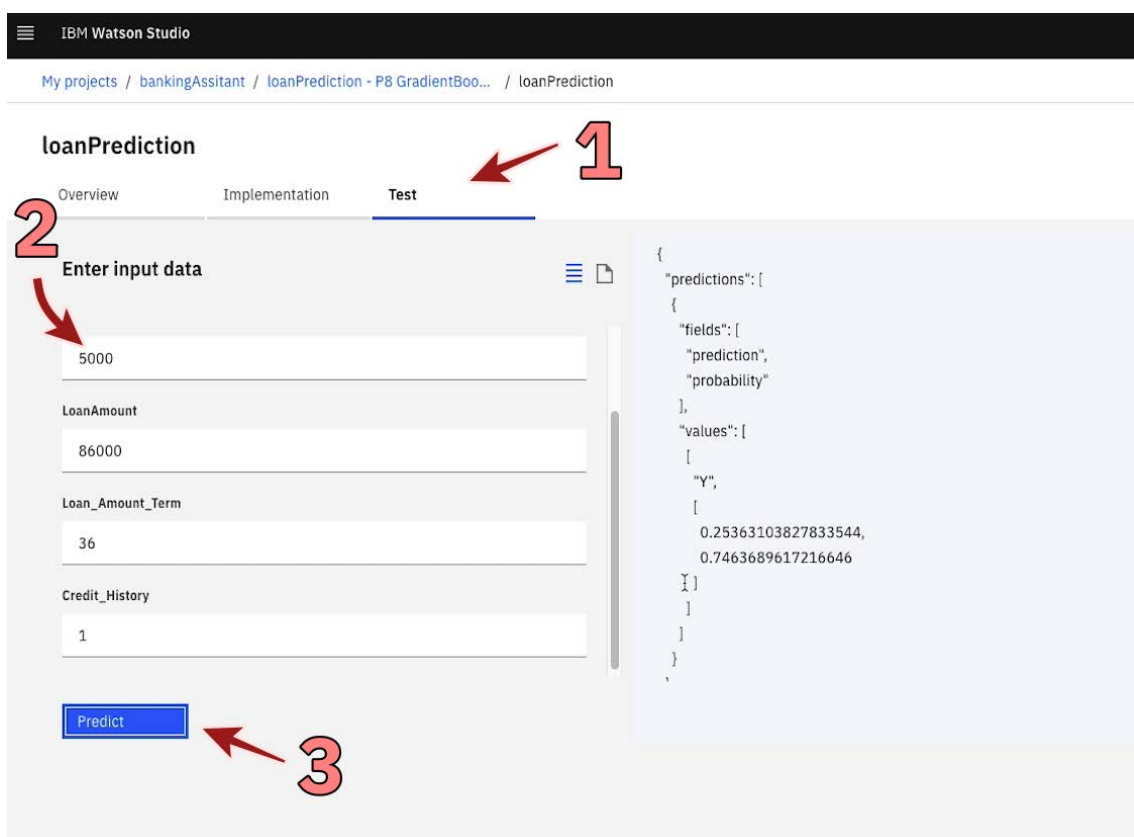 IBM Watson Studio
My projects / bankingAssitant / loanPrediction - P8 GradientBoo... / loanPrediction
loanPrediction
1
Overview Implementation Test
2
Enter input data
5000
LoanAmount
86000
Loan_Amount_Term
36
Credit_History
1
Predict
3
{
"predictions": [
{
"fields": [
"prediction",
"probability"
],
"values": [
[
"Y",
[
0.25363103827833544,
0.7463689617216646
]
]
]
}